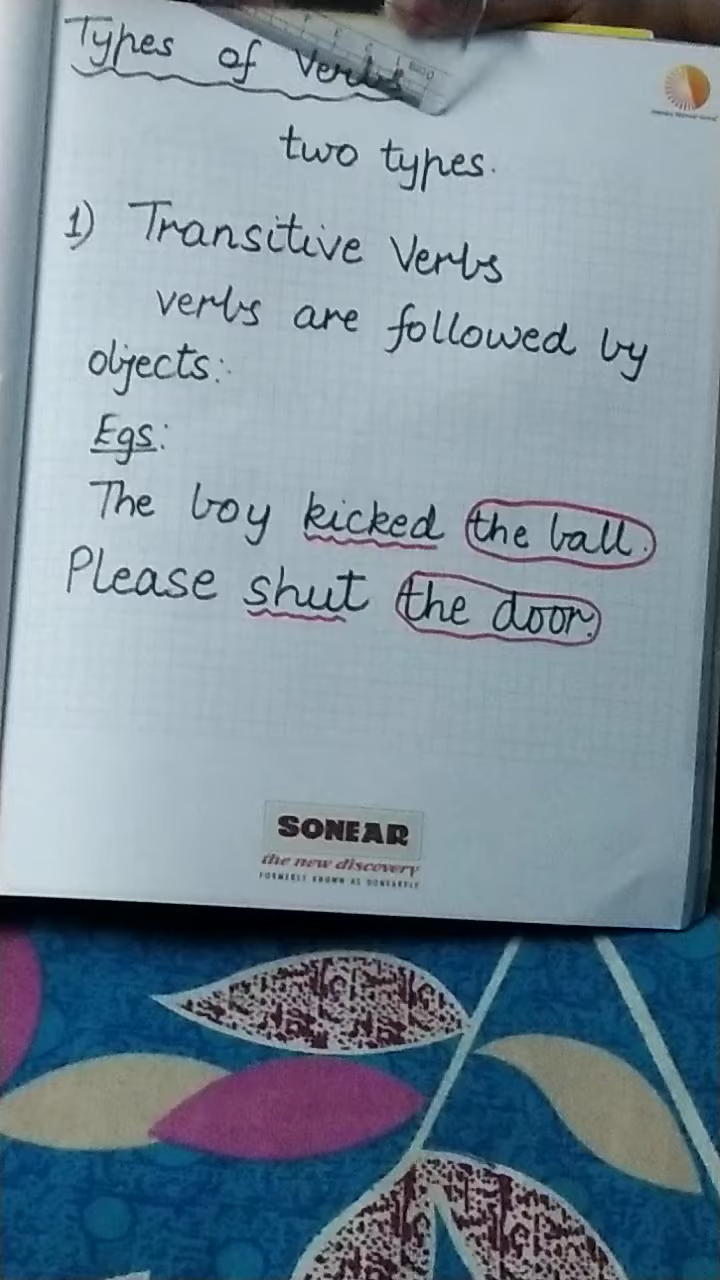 Types of Verbs
two types.
1) Transitive Verbs
verbs are followed by
objects:
Egs:
The boy kicked the ball.
Please shut the door.
SONEAR
the new discovery